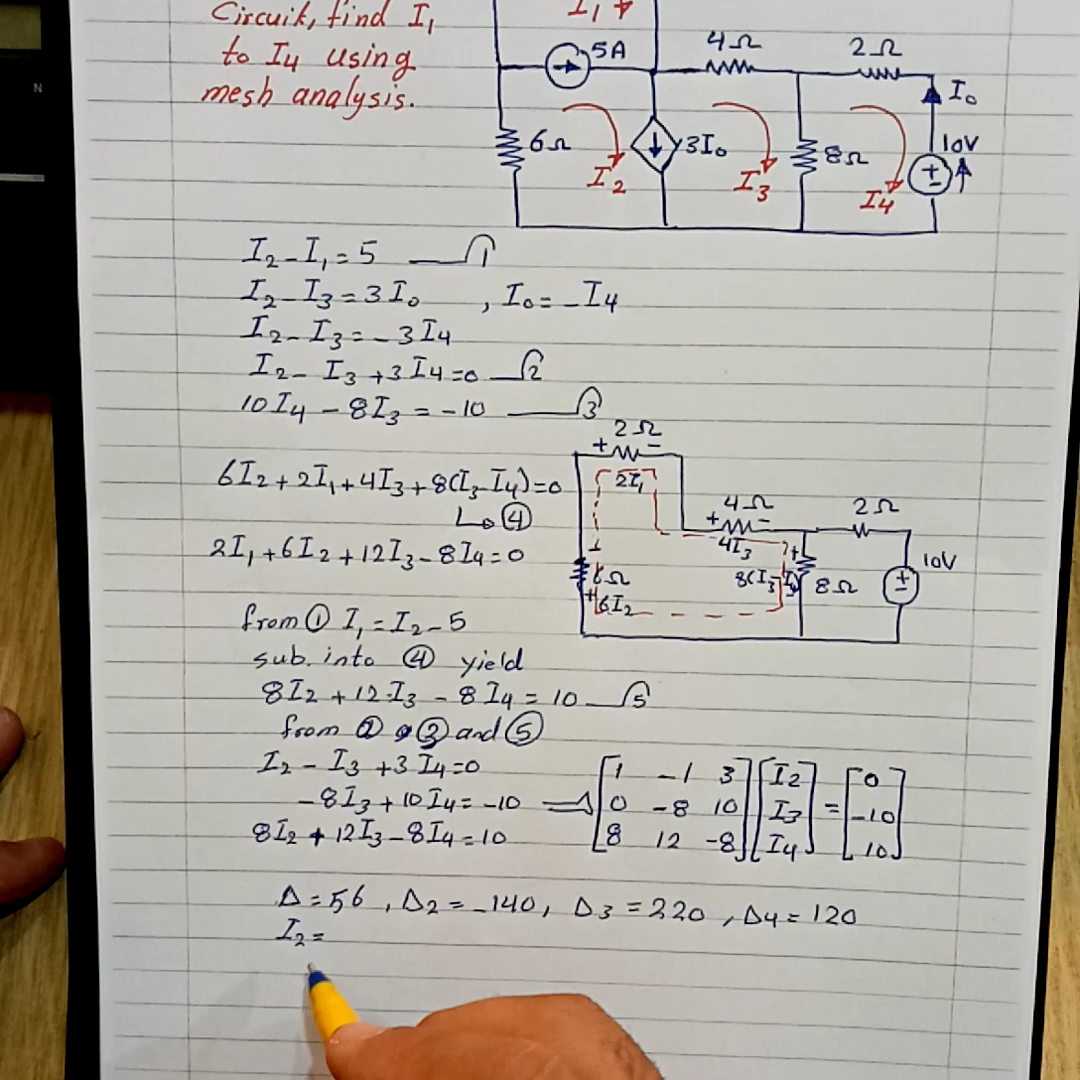 Circuit, find I₁
to I₄ using
mesh analysis.
I₁
5A
4Ω
2Ω
I₀
6Ω
3I₀
8Ω
10V
+
−
I₂
I₃
I₄
I₂ - I₁ = 5 — 1
I₂ - I₃ = 3I₀ , I₀ = -I₄
I₂ - I₃ = -3I₄
I₂ - I₃ + 3I₄ = 0 — 2
10I₄ - 8I₃ = -10 — 3
6I₂ + 2I₁ + 4I₃ + 8(I₃-I₄) = 0
↳ ④
2I₁ + 6I₂ + 12I₃ - 8I₄ = 0
2Ω
+ −
2I₁
4Ω
+ −
4I₃
2Ω
10V
+
−
8(I₃-I₄)
+
8Ω
−
6Ω
+
6I₂
from ① I₁ = I₂ - 5
sub. into ④ yield
8I₂ + 12I₃ - 8I₄ = 10 — 5
from ②, ③ and ⑤
I₂ - I₃ + 3I₄ = 0
-8I₃ + 10I₄ = -10 ⇒
8I₂ + 12I₃ - 8I₄ = 10
[1 -1 3] [I₂] [0]
[0 -8 10] [I₃] = [-10]
[8 12 -8] [I₄] [10]
Δ = 56 , Δ2 = -140, Δ3 = 220 , Δ4 = 120
I₂ =
N